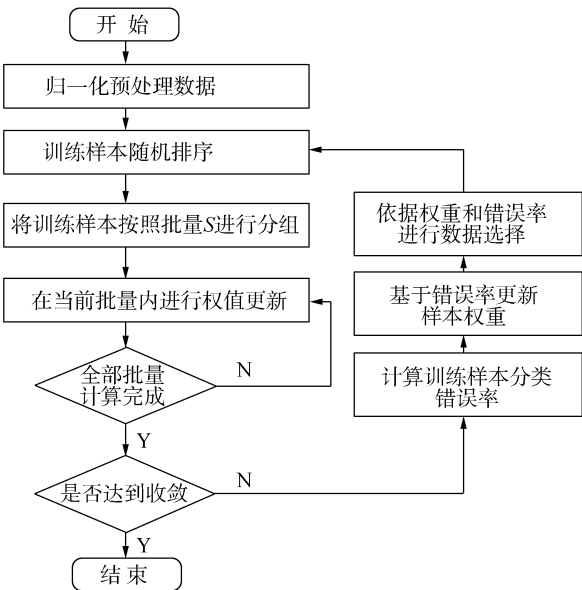 开 始
归一化预处理数据
训练样本随机排序
将训练样本按照批量S进行分组
在当前批量内进行权值更新
全部批量
计算完成
N
Y
是否达到收敛
N
Y
结 束
依据权重和错误率
进行数据选择
基于错误率更新
样本权重
计算训练样本分类
错误率